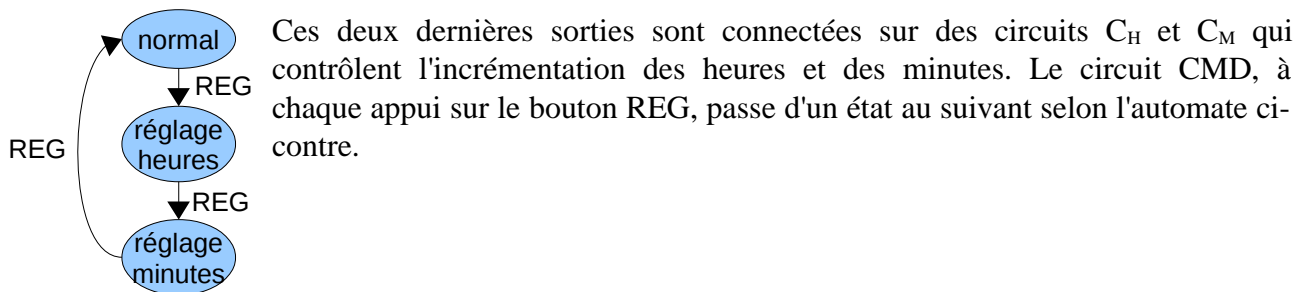 normal
REG
réglage
heures
REG
REG
réglage
minutes
Ces deux dernières sorties sont connectées sur des circuits CH et CM qui
contrôlent l'incrémentation des heures et des minutes. Le circuit CMD, à
chaque appui sur le bouton REG, passe d'un état au suivant selon l'automate ci-
contre.